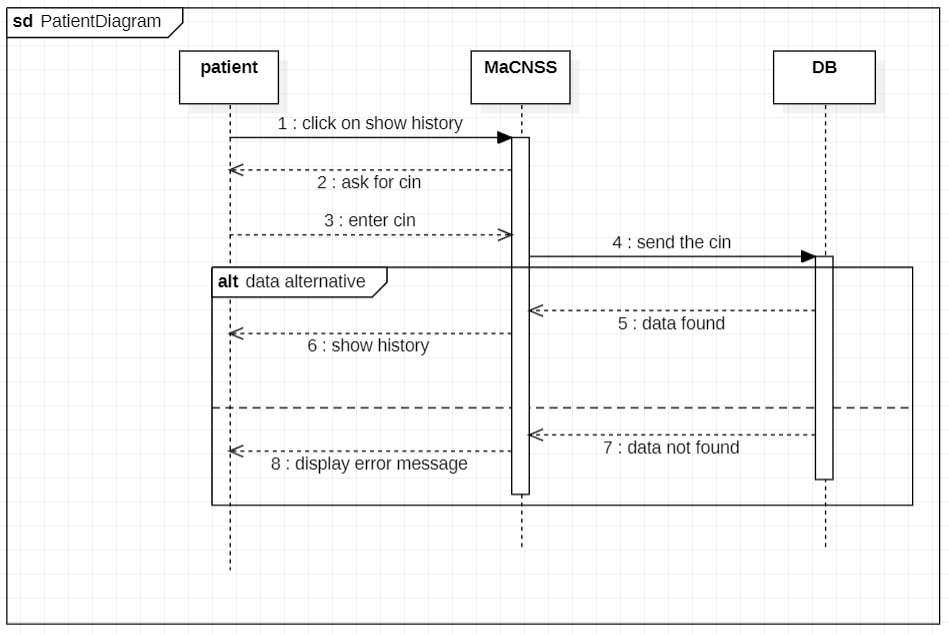 sd PatientDiagram
patient
MaCNSS
DB
1 : click on show history
2 : ask for cin
3 : enter cin
4 : send the cin
alt data alternative
5 : data found
6 : show history
7 : data not found
8 : display error message